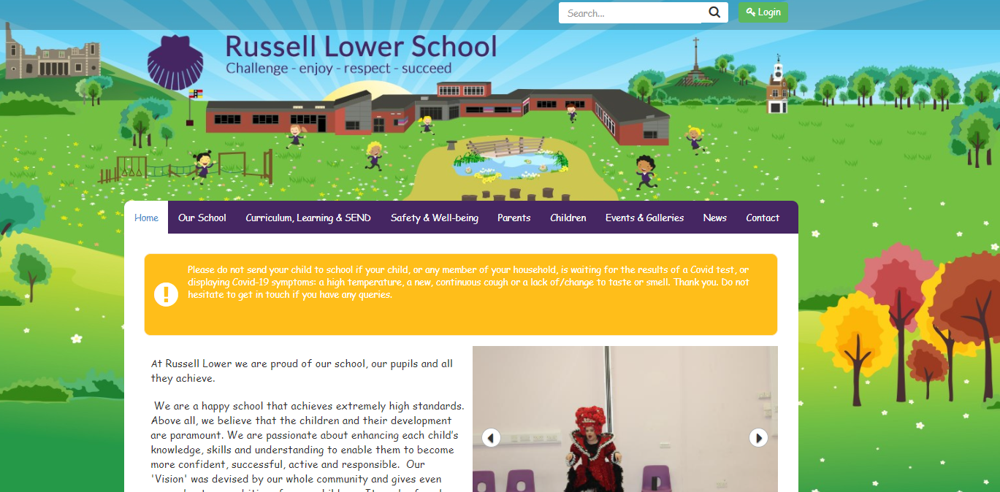 Search...
Login
Russell Lower School
Challenge - enjoy - respect - succeed
Home Our School Curriculum, Learning & SEND Safety & Well-being Parents Children Events & Galleries News Contact
Please do not send your child to school if your child, or any member of your household, is waiting for the results of a Covid test, or
displaying Covid-19 symptoms: a high temperature, a new, continuous cough or a lack of/change to taste or smell. Thank you. Do not
hesitate to get in touch if you have any queries.
At Russell Lower we are proud of our school, our pupils and all
they achieve.
We are a happy school that achieves extremely high standards.
Above all, we believe that the children and their development
are paramount. We are passionate about enhancing each child's
knowledge, skills and understanding to enable them to become
more confident, successful, active and responsible. Our
'Vision' was devised by our whole community and gives even